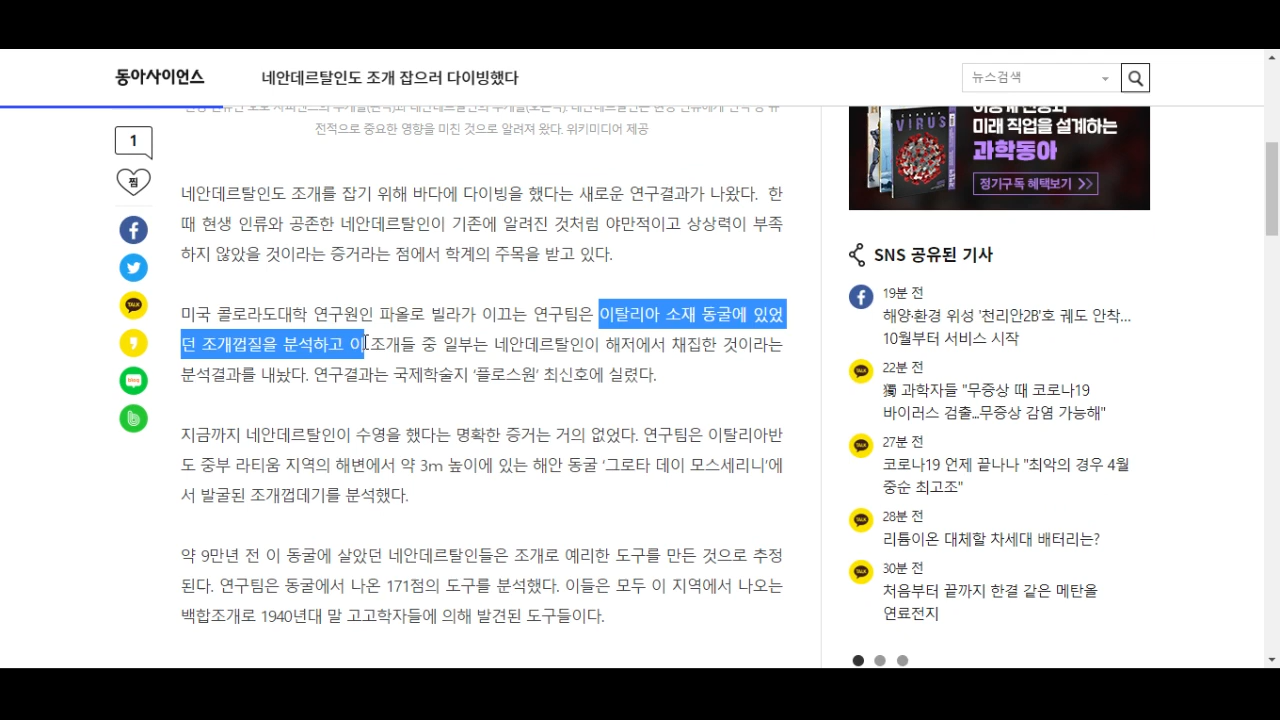 동아사이언스
네안데르탈인도 조개 잡으러 다이빙했다
뉴스검색
전적으로 중요한 영향을 미친 것으로 알려져 왔다. 위키미디어 제공
1
찜
TALK
blog
네안데르탈인도 조개를 잡기 위해 바다에 다이빙을 했다는 새로운 연구결과가 나왔다. 한
때 현생 인류와 공존한 네안데르탈인이 기존에 알려진 것처럼 야만적이고 상상력이 부족
하지 않았을 것이라는 증거라는 점에서 학계의 주목을 받고 있다.
미국 콜로라도대학 연구원인 파올로 빌라가 이끄는 연구팀은 이탈리아 소재 동굴에 있었
던 조개껍질을 분석하고 이 조개들 중 일부는 네안데르탈인이 해저에서 채집한 것이라는
분석결과를 내놨다. 연구결과는 국제학술지 ‘플로스원’ 최신호에 실렸다.
지금까지 네안데르탈인이 수영을 했다는 명확한 증거는 거의 없었다. 연구팀은 이탈리아반
도 중부 라티움 지역의 해변에서 약 3m 높이에 있는 해안 동굴 ‘그로타 데이 모스세리니’에
서 발굴된 조개껍데기를 분석했다.
약 9만년 전 이 동굴에 살았던 네안데르탈인들은 조개로 예리한 도구를 만든 것으로 추정
된다. 연구팀은 동굴에서 나온 171점의 도구를 분석했다. 이들은 모두 이 지역에서 나오는
백합조개로 1940년대 말 고고학자들에 의해 발견된 도구들이다.
VIRUS
미래 직업을 설계하는
과학동아
정기구독 혜택보기 >>
SNS 공유된 기사
19분 전
해양·환경 위성 '천리안2B'호 궤도 안착...
10월부터 서비스 시작
TALK
22분 전
獨 과학자들 "무증상 때 코로나19
바이러스 검출...무증상 감염 가능해"
TALK
27분 전
코로나19 언제 끝나나 "최악의 경우 4월
중순 최고조"
TALK
28분 전
리튬이온 대체할 차세대 배터리는?
TALK
30분 전
처음부터 끝까지 한결 같은 메탄올
연료전지